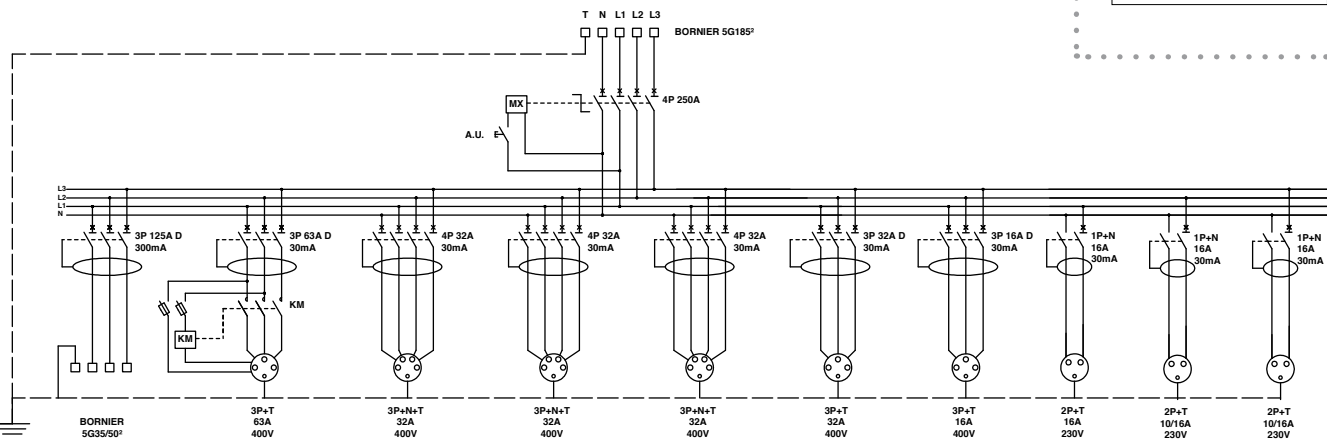 T N L1 L2 L3
BORNIER 5G185²
MX
4P 250A
A.U.
L3
L2
L1
N
3P 125A D
300mA
3P 63A D
30mA
4P 32A
30mA
4P 32A
30mA
4P 32A
30mA
3P 32A D
30mA
3P 16A D
30mA
1P+N
16A
30mA
1P+N
16A
30mA
1P+N
16A
30mA
KM
KM
BORNIER
5G35/50²
3P+T
63A
400V
3P+N+T
32A
400V
3P+N+T
32A
400V
3P+N+T
32A
400V
3P+T
32A
400V
3P+T
16A
400V
2P+T
16A
230V
2P+T
10/16A
230V
2P+T
10/16A
230V